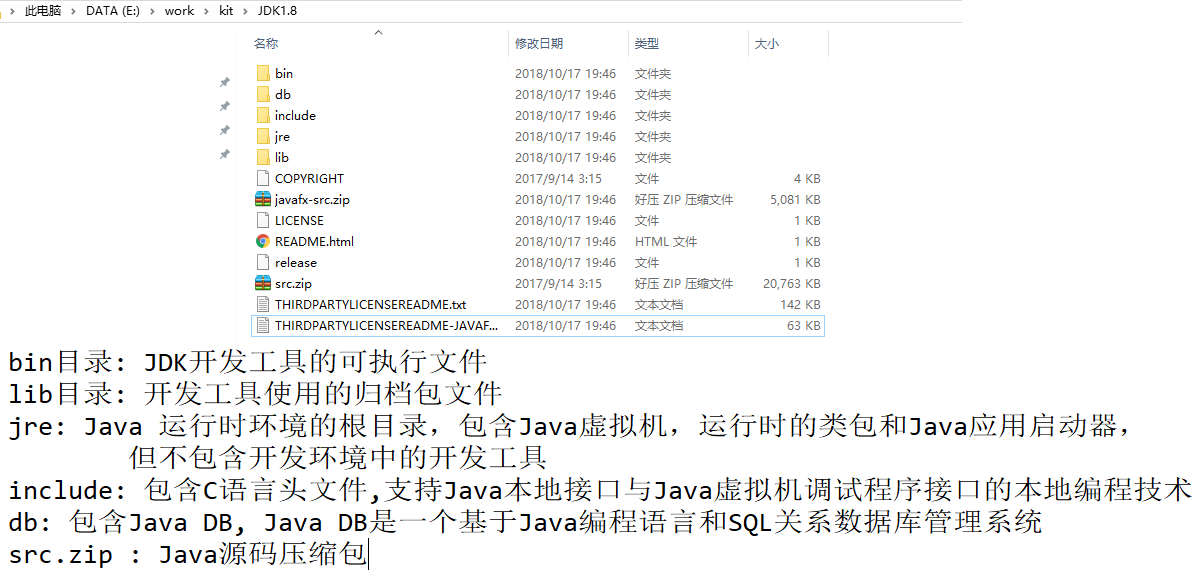 此电脑 > DATA (E:) > work > kit > JDK1.8
名称 修改日期 类型 大小
bin 2018/10/17 19:46 文件夹
db 2018/10/17 19:46 文件夹
include 2018/10/17 19:46 文件夹
jre 2018/10/17 19:46 文件夹
lib 2018/10/17 19:46 文件夹
COPYRIGHT 2017/9/14 3:15 文件 4 KB
javafx-src.zip 2018/10/17 19:46 好压 ZIP 压缩文件 5,081 KB
LICENSE 2018/10/17 19:46 文件 1 KB
README.html 2018/10/17 19:46 HTML 文件 1 KB
release 2018/10/17 19:46 文件 1 KB
src.zip 2017/9/14 3:15 好压 ZIP 压缩文件 20,763 KB
THIRDPARTYLICENSEREADME.txt 2018/10/17 19:46 文本文档 142 KB
THIRDPARTYLICENSEREADME-JAVAF... 2018/10/17 19:46 文本文档 63 KB
bin目录: JDK开发工具的可执行文件
lib目录: 开发工具使用的归档包文件
jre: Java 运行时环境的根目录，包含Java虚拟机，运行时的类包和Java应用启动器，
但不包含开发环境中的开发工具
include: 包含C语言头文件,支持Java本地接口与Java虚拟机调试程序接口的本地编程技术
db: 包含Java DB, Java DB是一个基于Java编程语言和SQL关系数据库管理系统
src.zip : Java源码压缩包